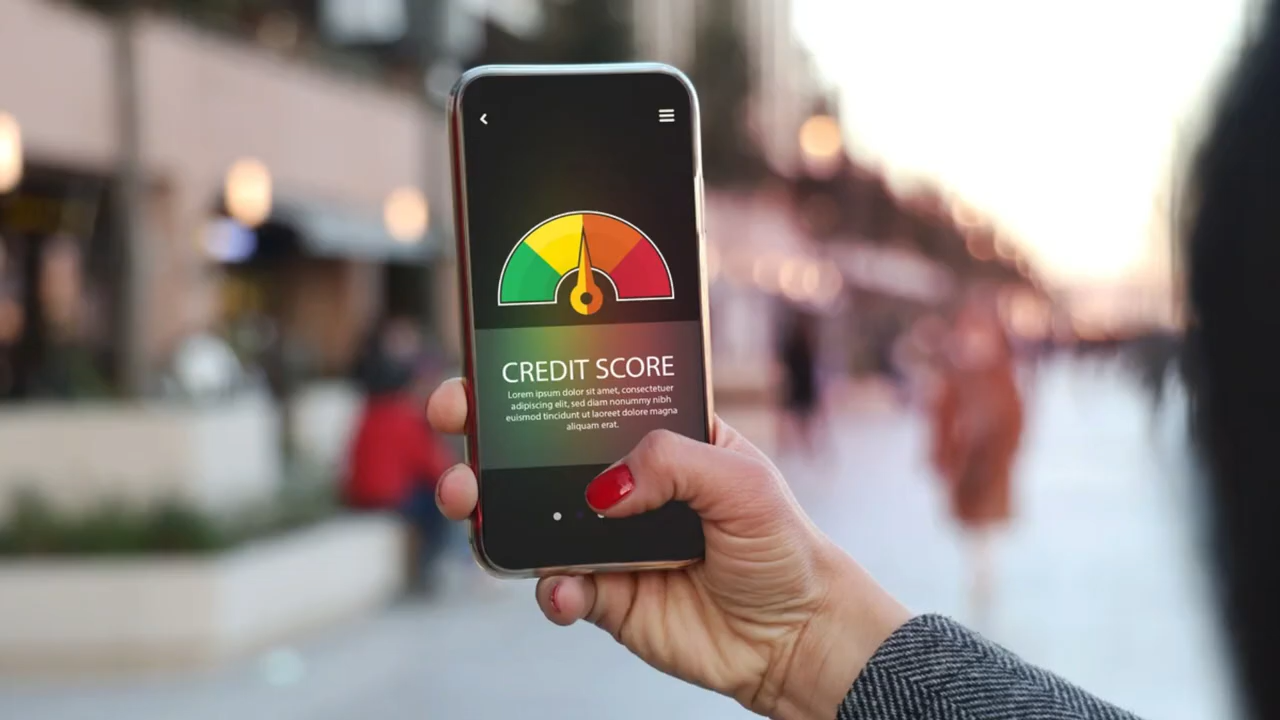 CREDIT SCORE
Lorem ipsum dolor sit amet, consectetuer
adipiscing elit, sed diam nonummy nibh
euismod tincidunt ut laoreet dolore magna
aliquam erat.